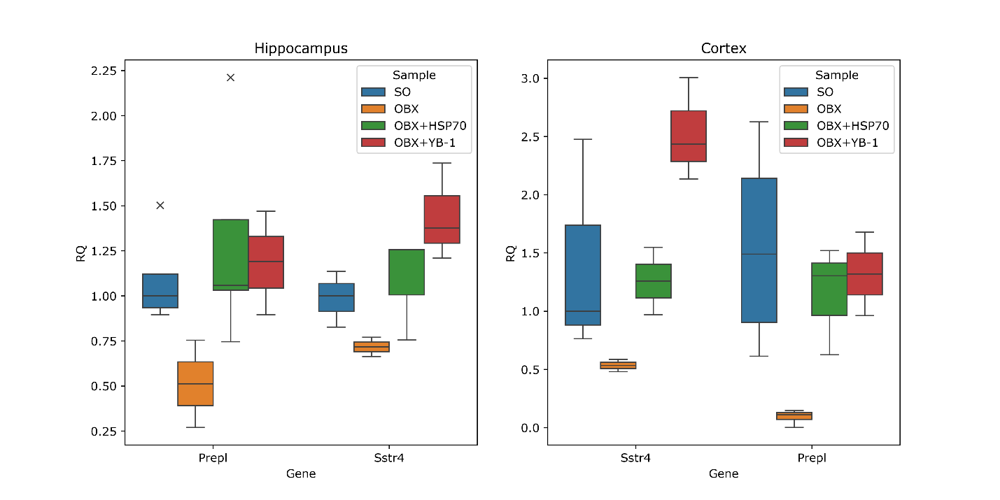 Hippocampus
2.25
2.00
1.75
1.50
1.25
1.00
0.75
0.50
0.25
RQ
Prepl
Sstr4
Gene
Sample
SO
OBX
OBX+HSP70
OBX+YB-1
Cortex
3.0
2.5
2.0
1.5
1.0
0.5
0.0
RQ
Sstr4
Prepl
Gene
Sample
SO
OBX
OBX+HSP70
OBX+YB-1